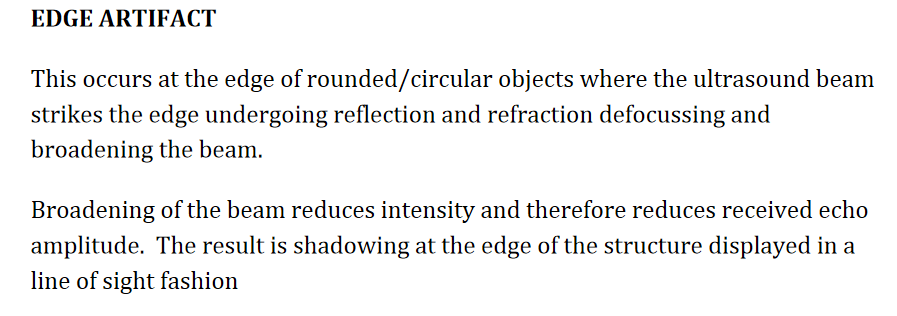 EDGE ARTIFACT
This occurs at the edge of rounded/circular objects where the ultrasound beam
strikes the edge undergoing reflection and refraction defocussing and
broadening the beam.
Broadening of the beam reduces intensity and therefore reduces received echo
amplitude.  The result is shadowing at the edge of the structure displayed in a
line of sight fashion